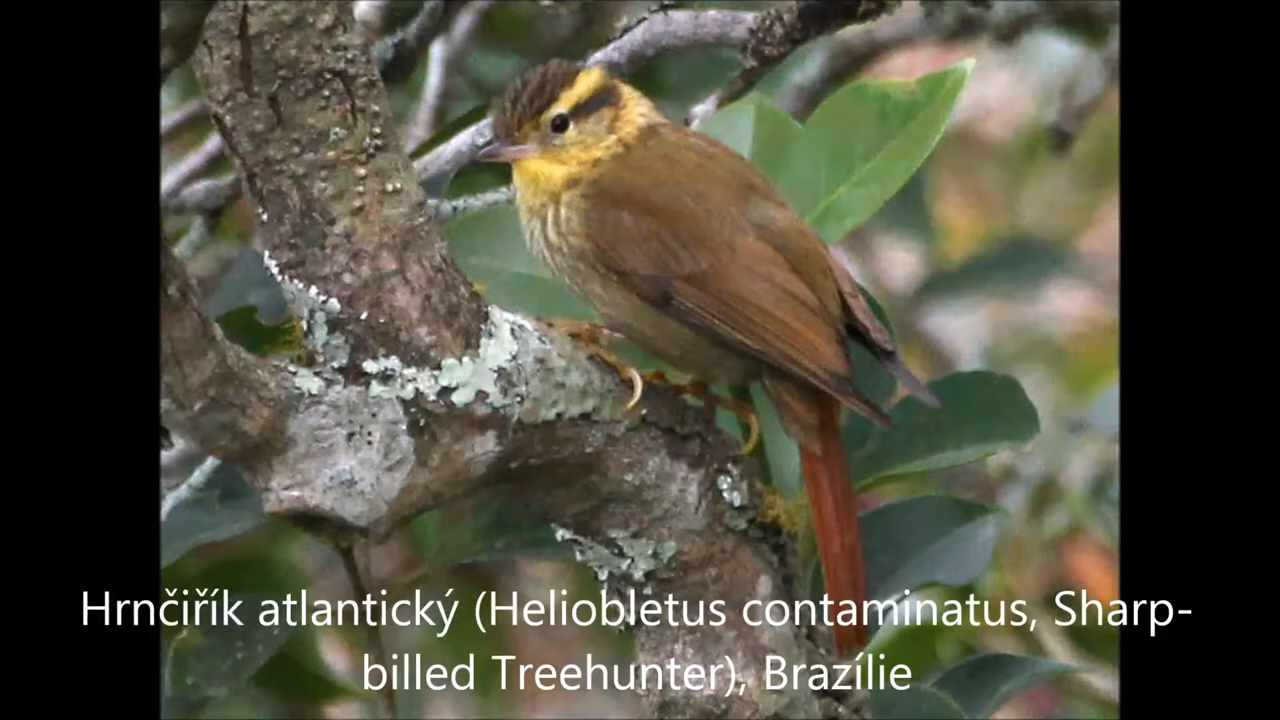 Hrnčiřík atlantický (Heliobletus contaminatus, Sharp-
billed Treehunter), Brazílie